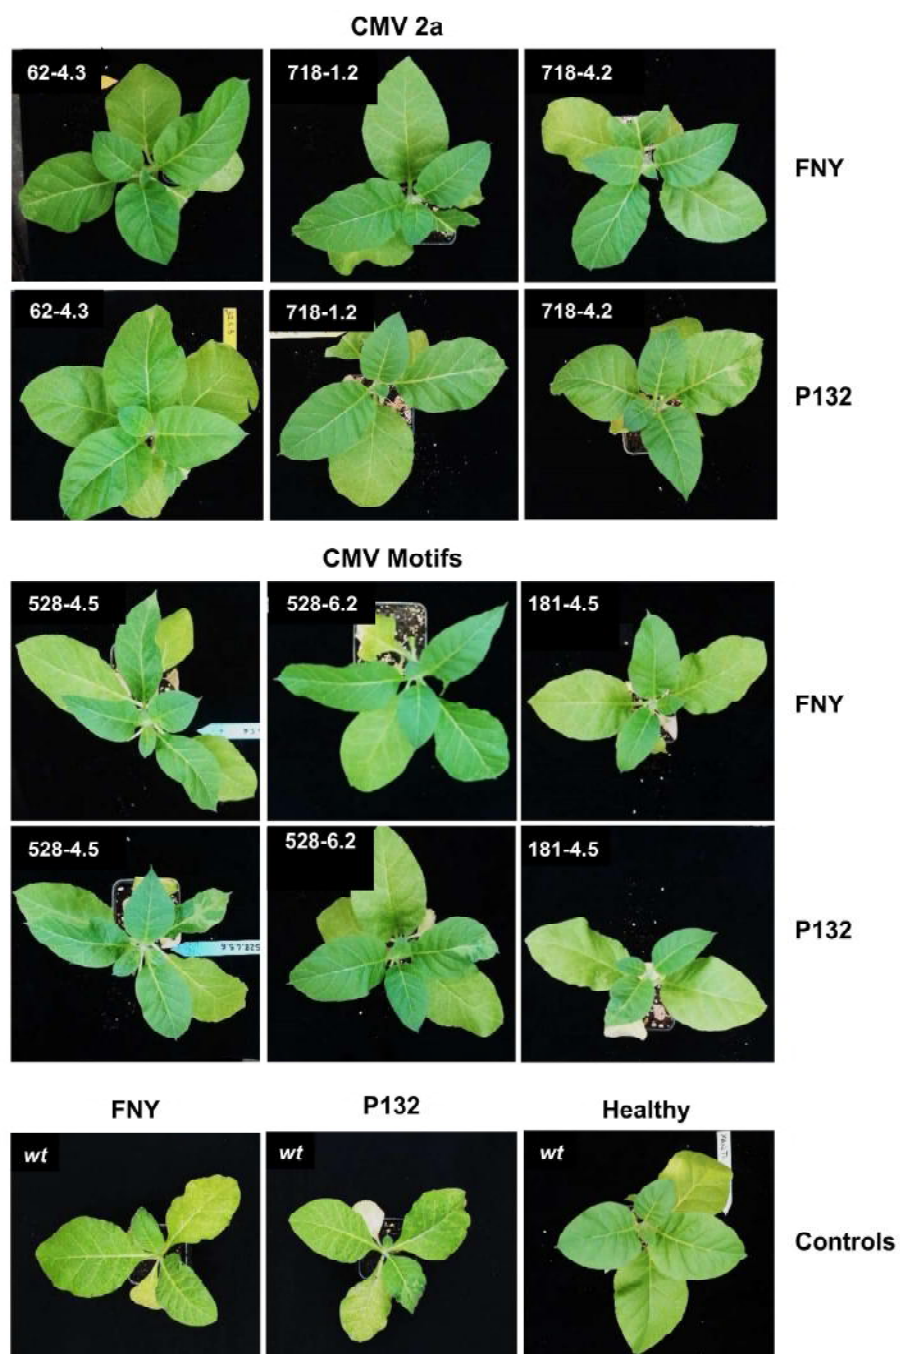 CMV 2a
62-4.3 718-1.2 718-4.2
FNY
62-4.3 718-1.2 718-4.2
P132
CMV Motifs
528-4.5 528-6.2 181-4.5
FNY
528-4.5 528-6.2 181-4.5
P132
FNY P132 Healthy
wt wt wt
Controls